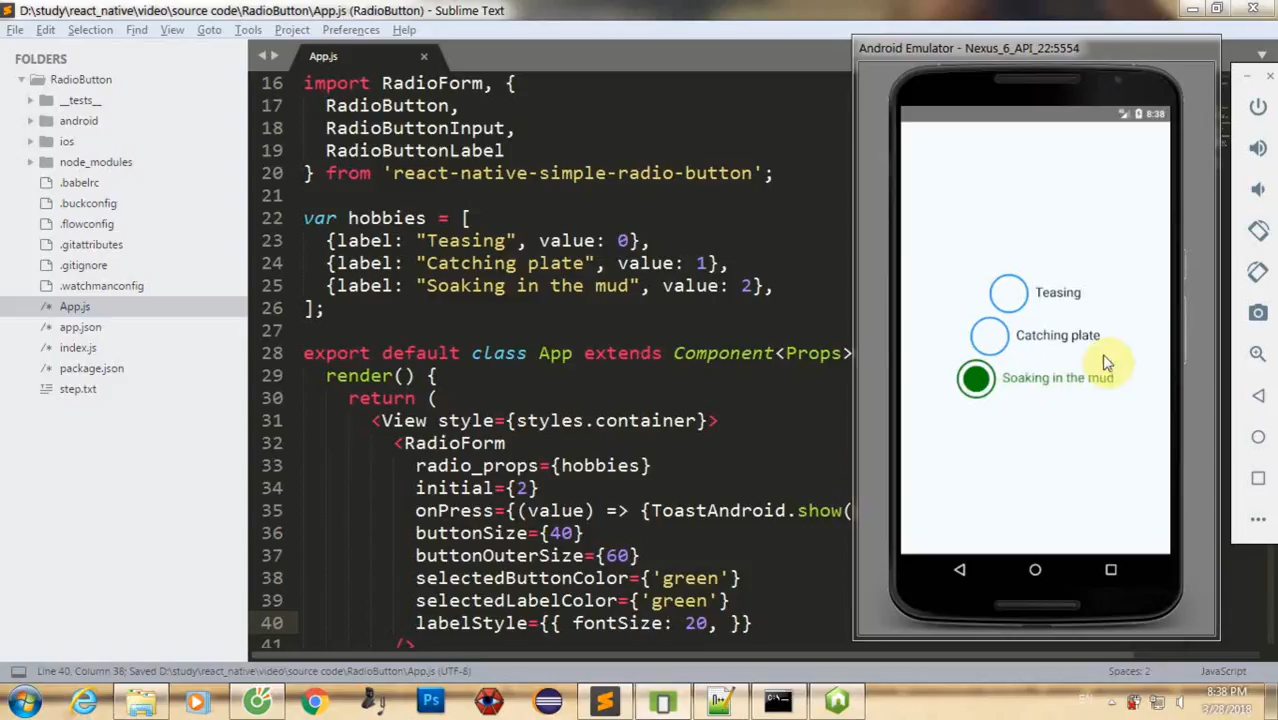 D:\study\react_native\video\source code\RadioButton\App.js (RadioButton) - Sublime Text
File Edit Selection Find View Goto Tools Project Preferences Help
FOLDERS
RadioButton
__tests__
android
ios
node_modules
.babelrc
.buckconfig
.flowconfig
.gitattributes
.gitignore
.watchmanconfig
/* App.js
/* app.json
/* index.js
/* package.json
step.txt
App.js
16 import RadioForm, {
17 RadioButton,
18 RadioButtonInput,
19 RadioButtonLabel
20 } from 'react-native-simple-radio-button';
21
22 var hobbies = [
23 {label: "Teasing", value: 0},
24 {label: "Catching plate", value: 1},
25 {label: "Soaking in the mud", value: 2},
26 ];
27
28 export default class App extends Component<Props>
29 render() {
30 return (
31 <View style={styles.container}>
32 <RadioForm
33 radio_props={hobbies}
34 initial={2}
35 onPress={(value) => {ToastAndroid.show(
36 buttonSize={40}
37 buttonOuterSize={60}
38 selectedButtonColor={'green'}
39 selectedLabelColor={'green'}
40 labelStyle={{ fontSize: 20, }}
41 />
Android Emulator - Nexus_6_API_22:5554
8:38
Teasing
Catching plate
Soaking in the mud
Line 40, Column 38; Saved D:\study\react_native\video\source code\RadioButton\App.js (UTF-8)
Spaces: 2
JavaScript
Ps
EN
8:38 PM
3/28/2018